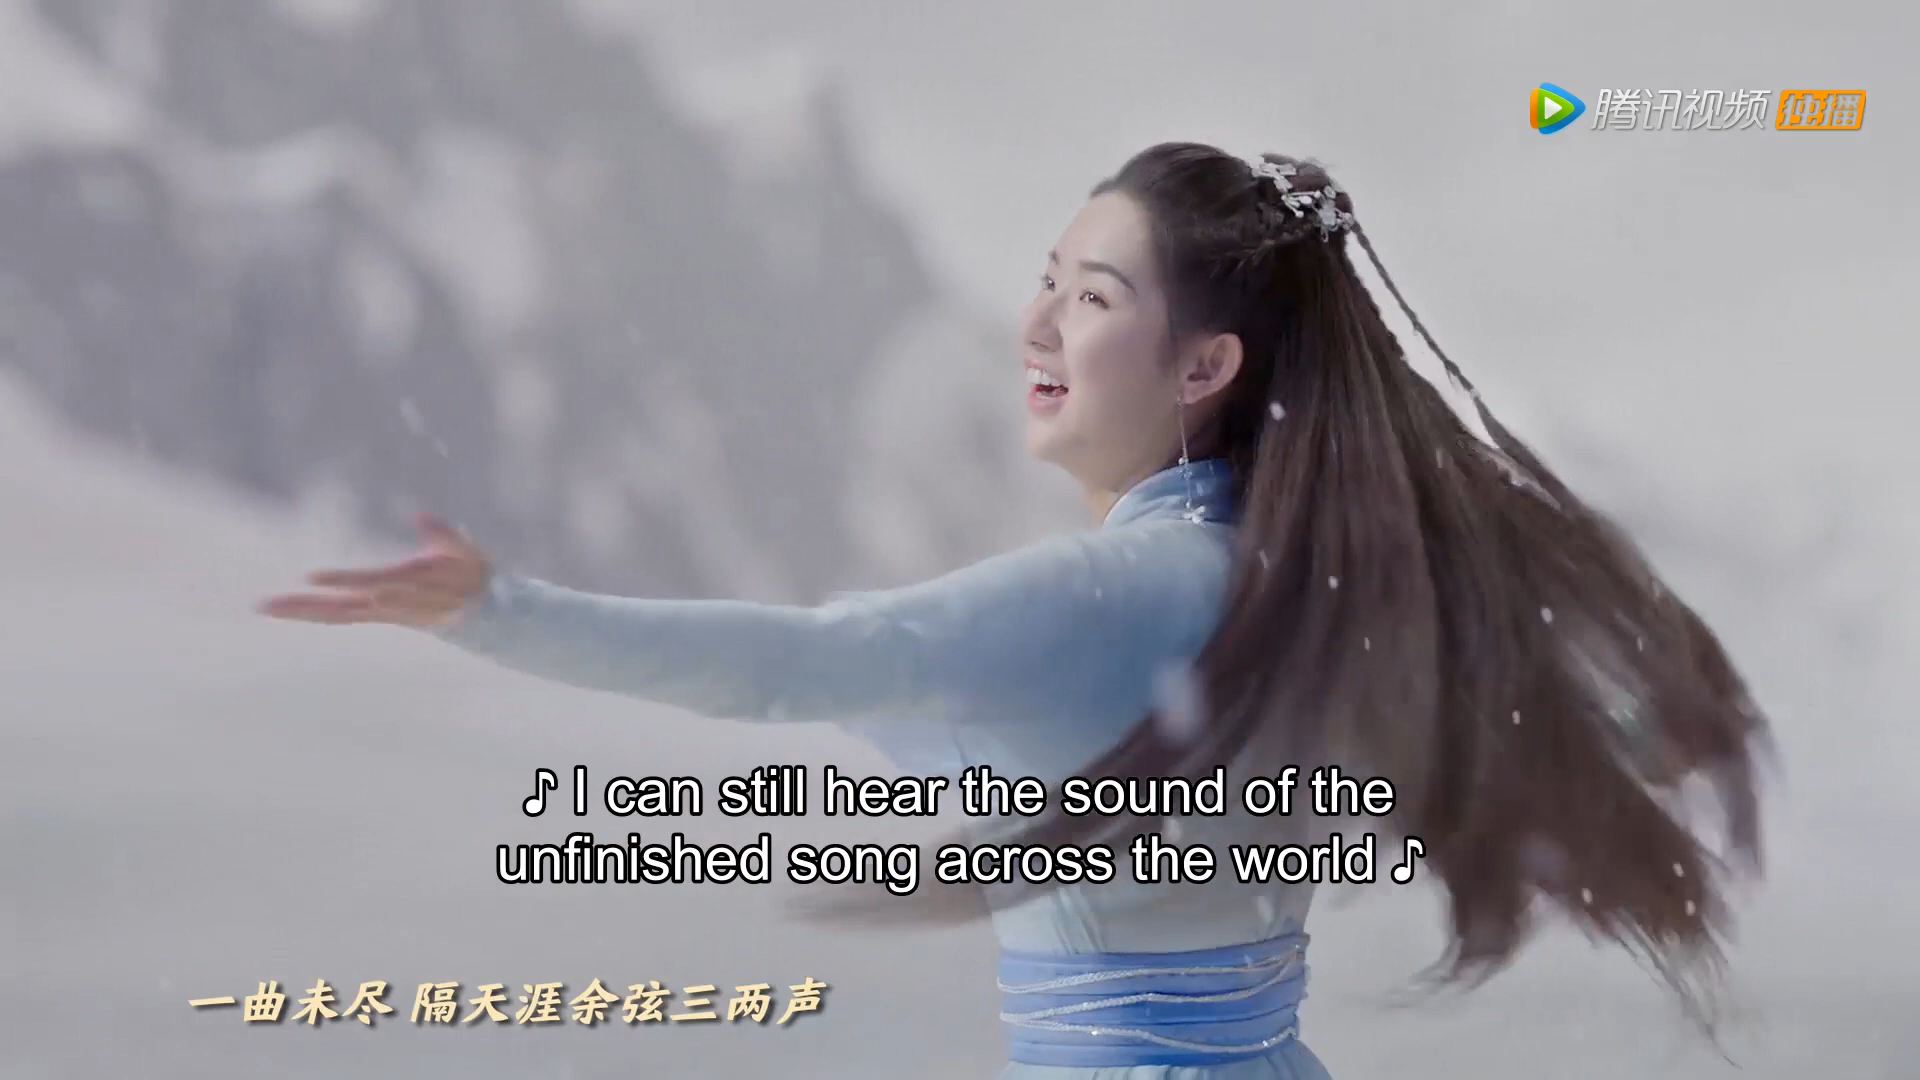 腾讯视频 独播
♪ I can still hear the sound of the
unfinished song across the world ♪
一曲未尽 隔天涯余弦三两声